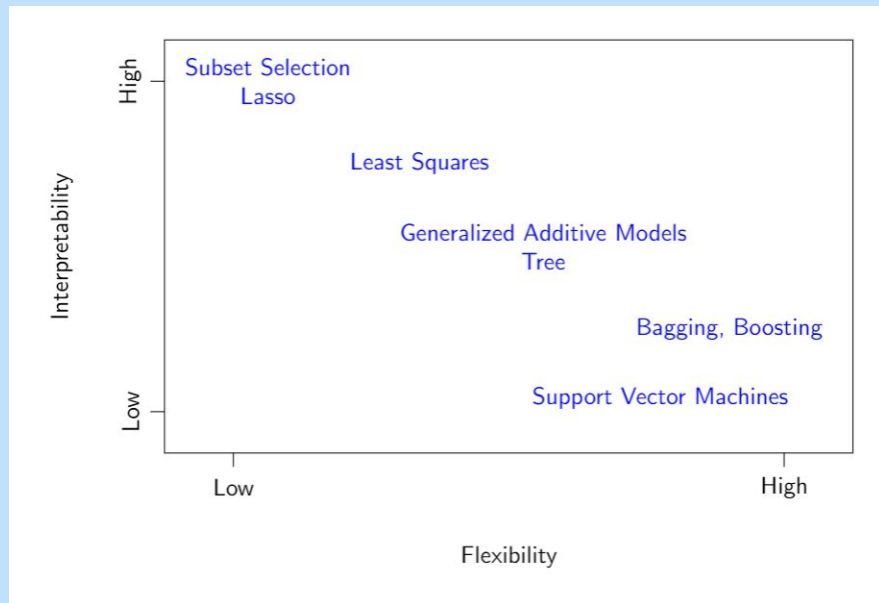 High
Subset Selection
Lasso
Least Squares
Interpretability
Generalized Additive Models
Tree
Bagging, Boosting
Low
Support Vector Machines
Low
High
Flexibility